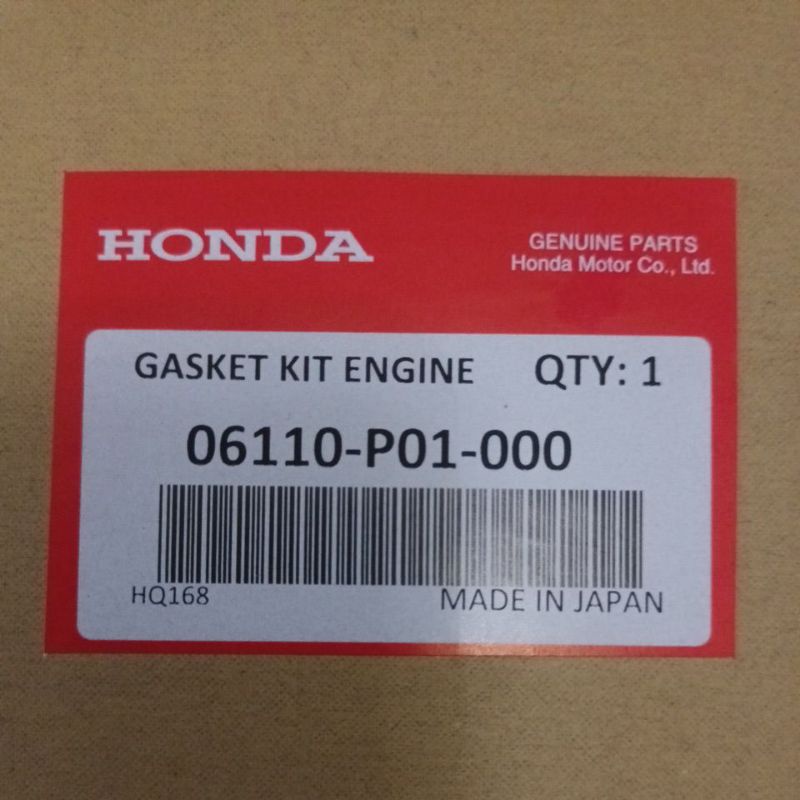 HONDA
GENUINE PARTS
Honda Motor Co., Ltd.
GASKET KIT ENGINE QTY: 1
06110-P01-000
HQ168 MADE IN JAPAN